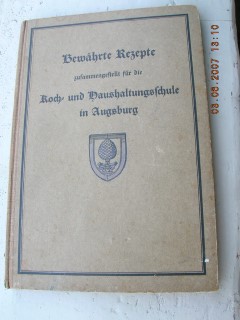 Bewährte Rezepte
zusammengestellt für die
Koch- und Haushaltungsschule
in Augsburg
03.08.2007 13:10